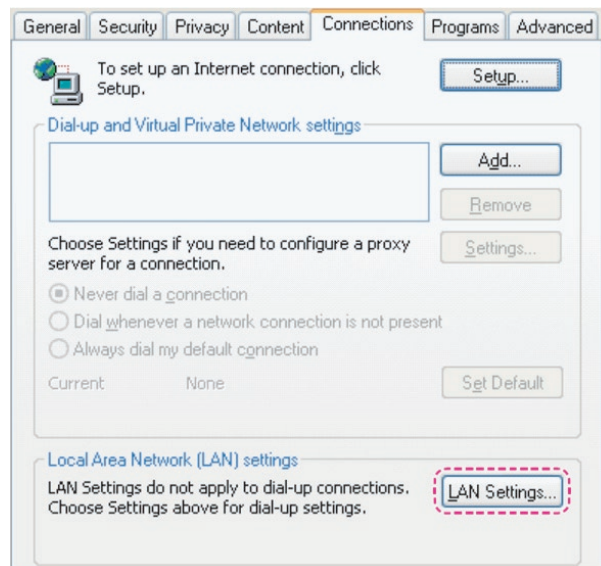 General Security Privacy Content Connections Programs Advanced
To set up an Internet connection, click
Setup.
Setup...
Dial-up and Virtual Private Network settings
Add...
Remove
Choose Settings if you need to configure a proxy
server for a connection.
Settings...
Never dial a connection
Dial whenever a network connection is not present
Always dial my default connection
Current None
Set Default
Local Area Network (LAN) settings
LAN Settings do not apply to dial-up connections.
Choose Settings above for dial-up settings.
LAN Settings...